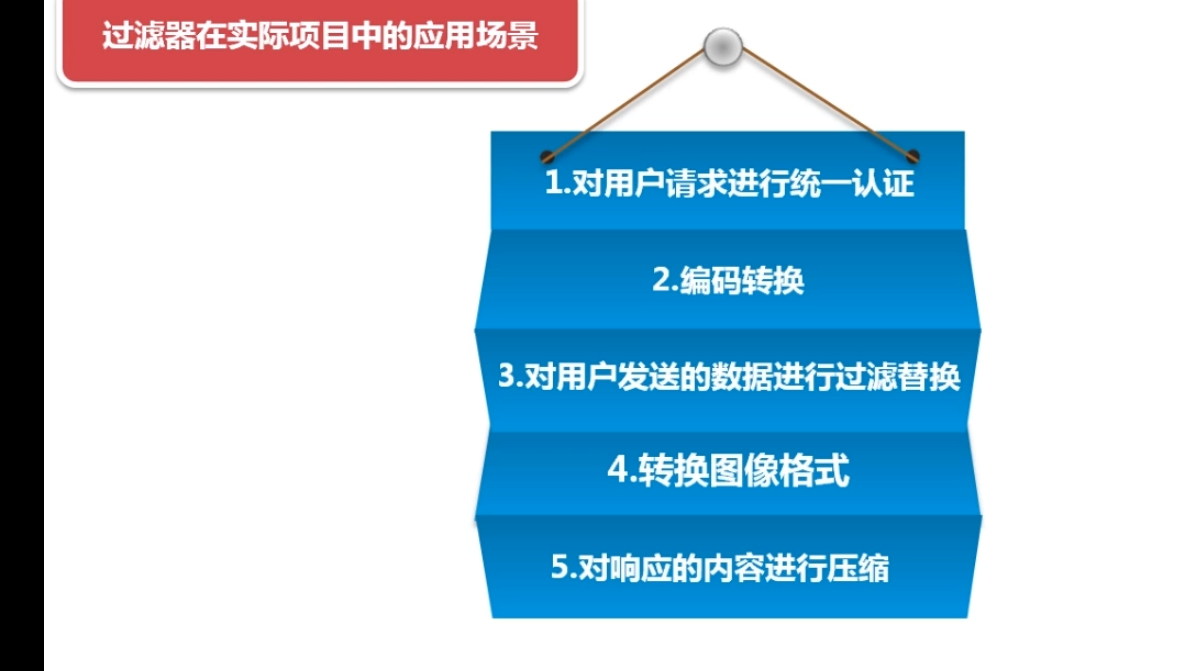 过滤器在实际项目中的应用场景
1.对用户请求进行统一认证
2.编码转换
3.对用户发送的数据进行过滤替换
4.转换图像格式
5.对响应的内容进行压缩